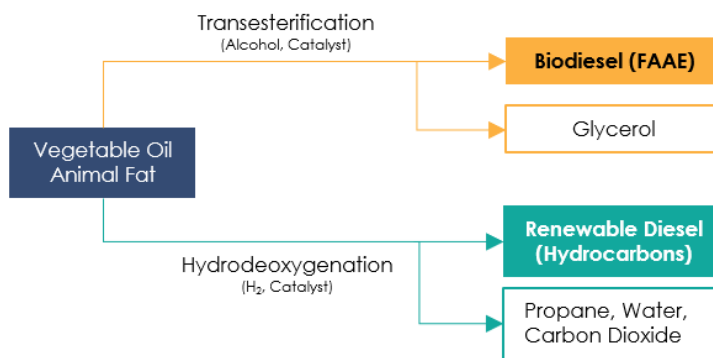 Transesterification
(Alcohol, Catalyst)
Biodiesel (FAAE)
Glycerol
Vegetable Oil
Animal Fat
Renewable Diesel
(Hydrocarbons)
Hydrodeoxygenation
(H₂, Catalyst)
Propane, Water,
Carbon Dioxide